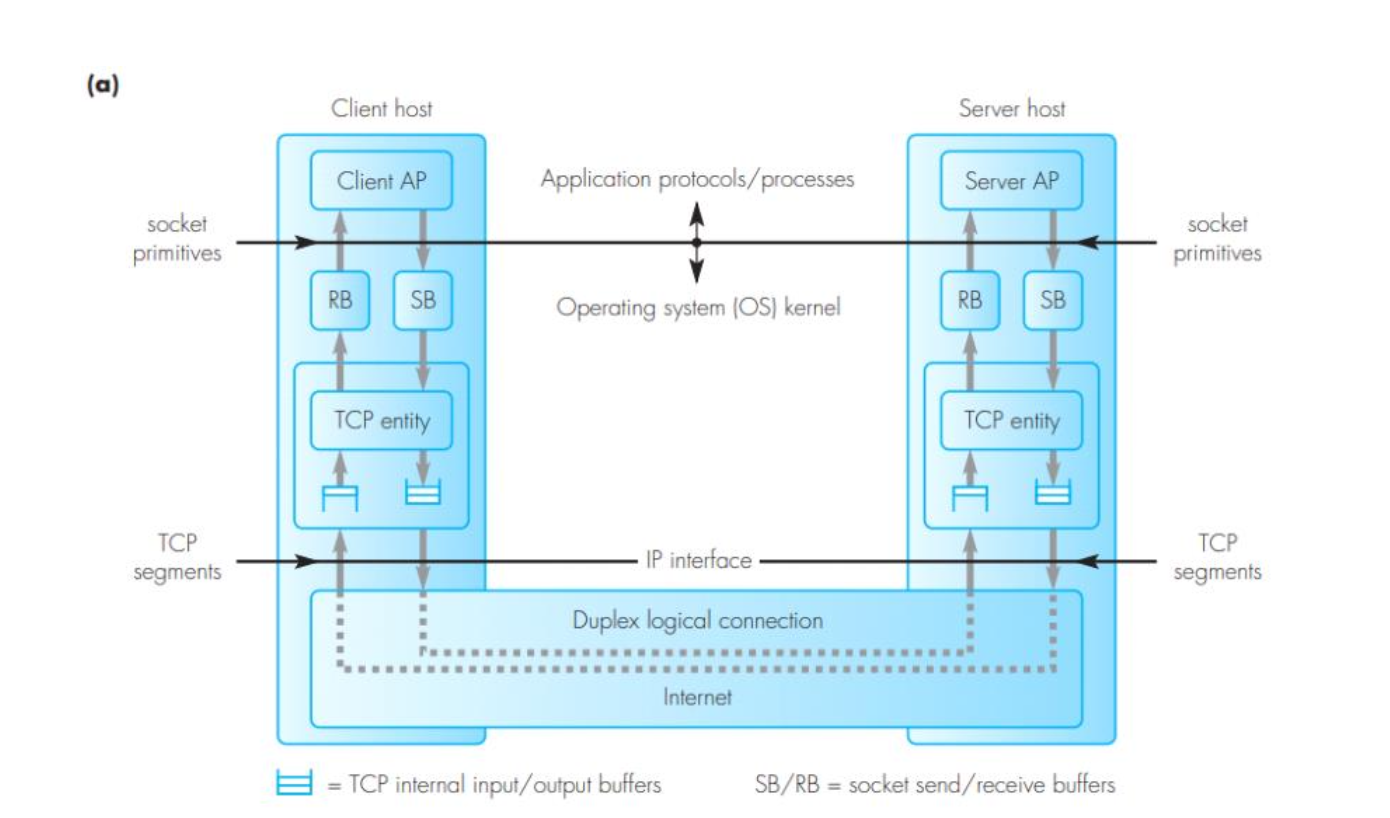 (a)
Client host
Server host
Client AP
Application protocols/processes
Server AP
socket
primitives
socket
primitives
RB
SB
Operating system (OS) kernel
RB
SB
TCP entity
TCP entity
TCP
segments
IP interface
TCP
segments
Duplex logical connection
Internet
= TCP internal input/output buffers
SB/RB = socket send/receive buffers